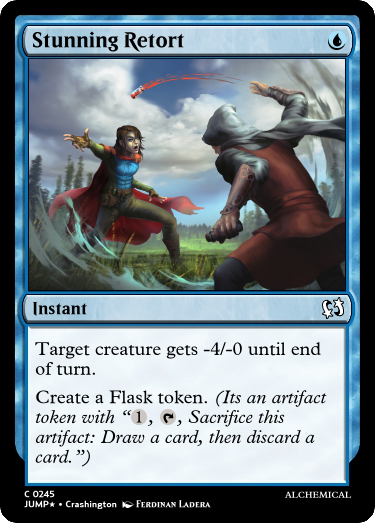 Stunning Retort
Instant
Target creature gets -4/-0 until end
of turn.
Create a Flask token. (Its an artifact
token with “1, T, Sacrifice this
artifact: Draw a card, then discard a
card.”)
C 0245
JUMP★ • Crashington Ferdinan Ladera
ALCHEMICAL